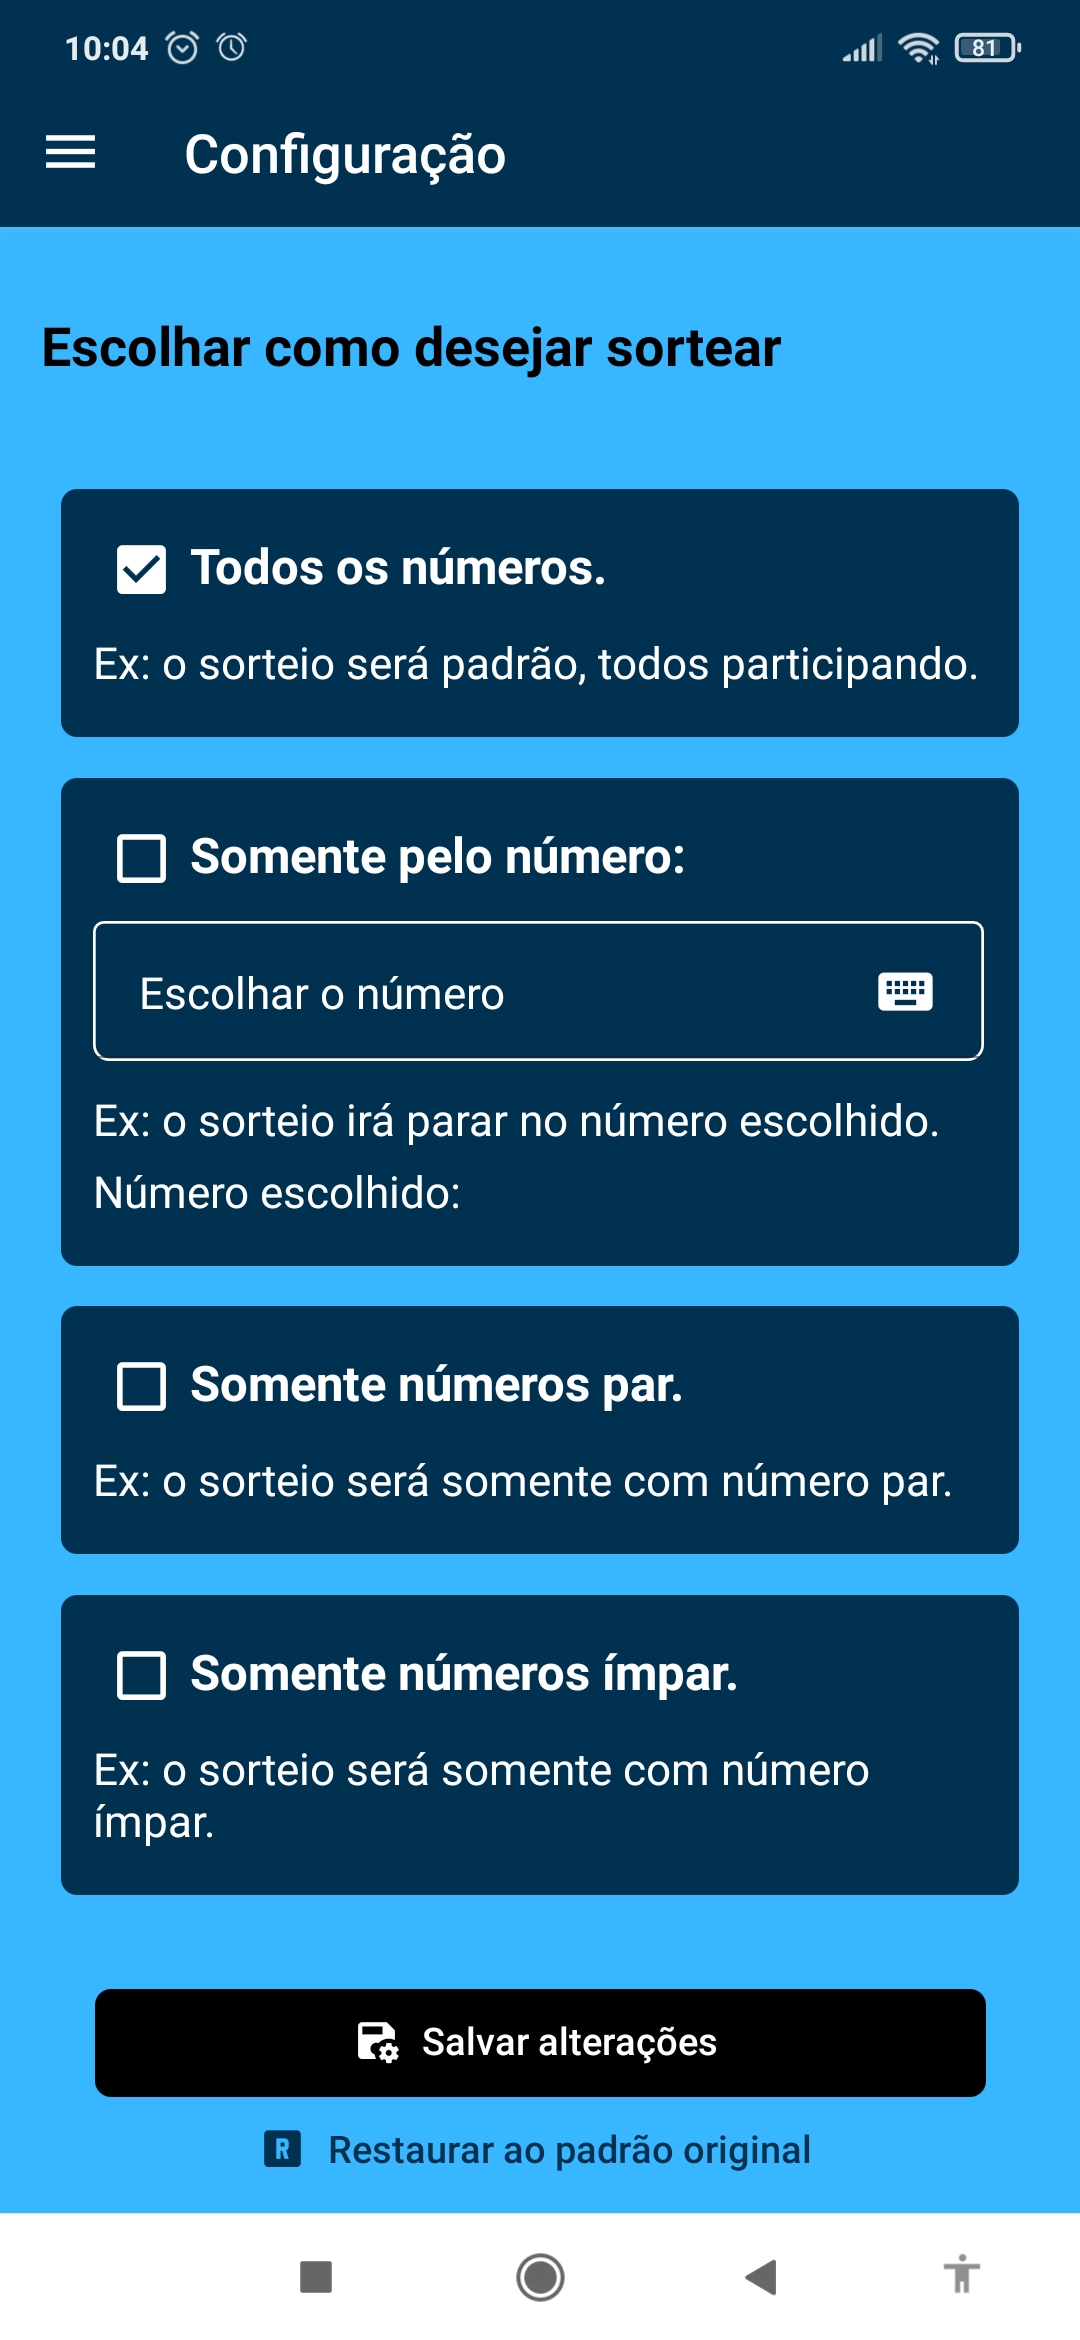 10:04
81
Configuração
Escolhar como desejar sortear
Todos os números.
Ex: o sorteio será padrão, todos participando.
Somente pelo número:
Escolhar o número
Ex: o sorteio irá parar no número escolhido.
Número escolhido:
Somente números par.
Ex: o sorteio será somente com número par.
Somente números ímpar.
Ex: o sorteio será somente com número
ímpar.
Salvar alterações
R Restaurar ao padrão original